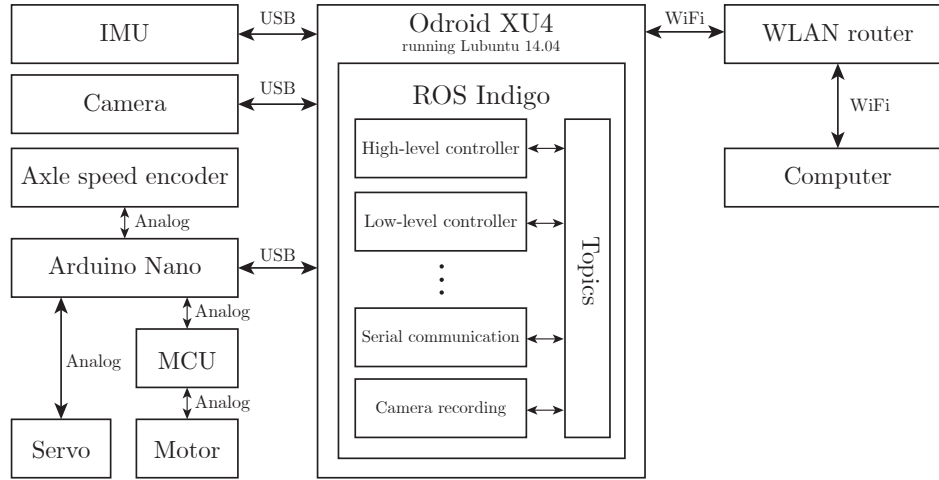 IMU
USB
Camera
USB
Axle speed encoder
Analog
Arduino Nano
USB
Analog
MCU
Analog
Analog
Servo
Motor
Odroid XU4
running Lubuntu 14.04
ROS Indigo
High-level controller
Low-level controller
Serial communication
Camera recording
Topics
WiFi
WLAN router
WiFi
Computer